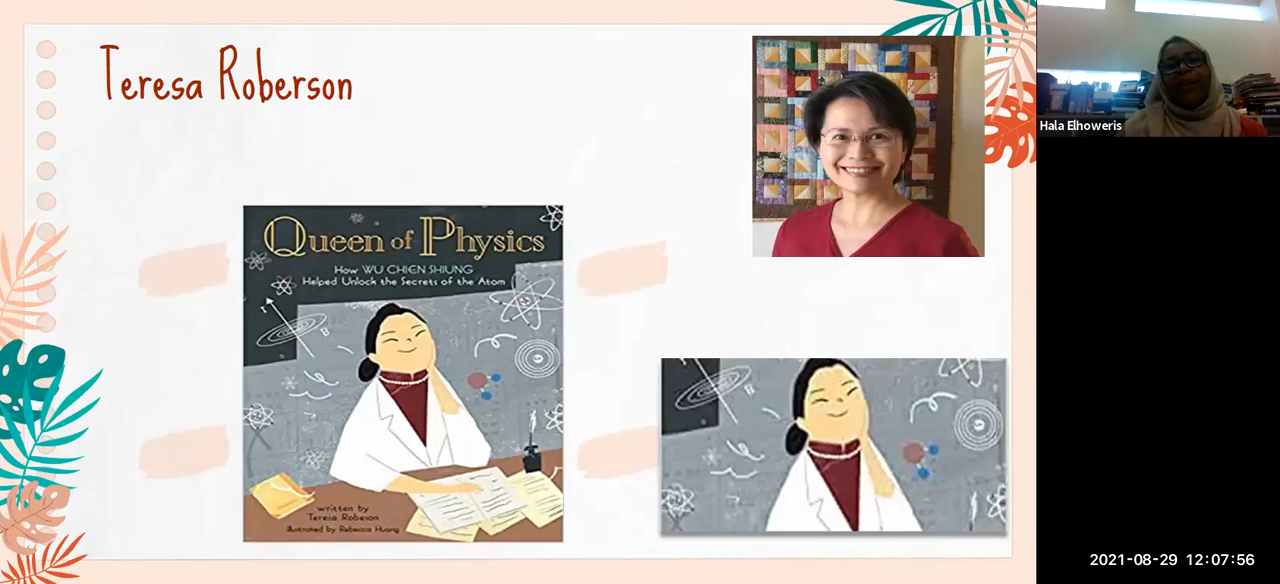 Teresa Roberson
Queen of Physics
How WU CHIEN SHIUNG
Helped Unlock the Secrets of the Atom
written by
Teresa Robeson
illustrated by Rebecca Huang
Hala Elhoweris
2021-08-29 12:07:56